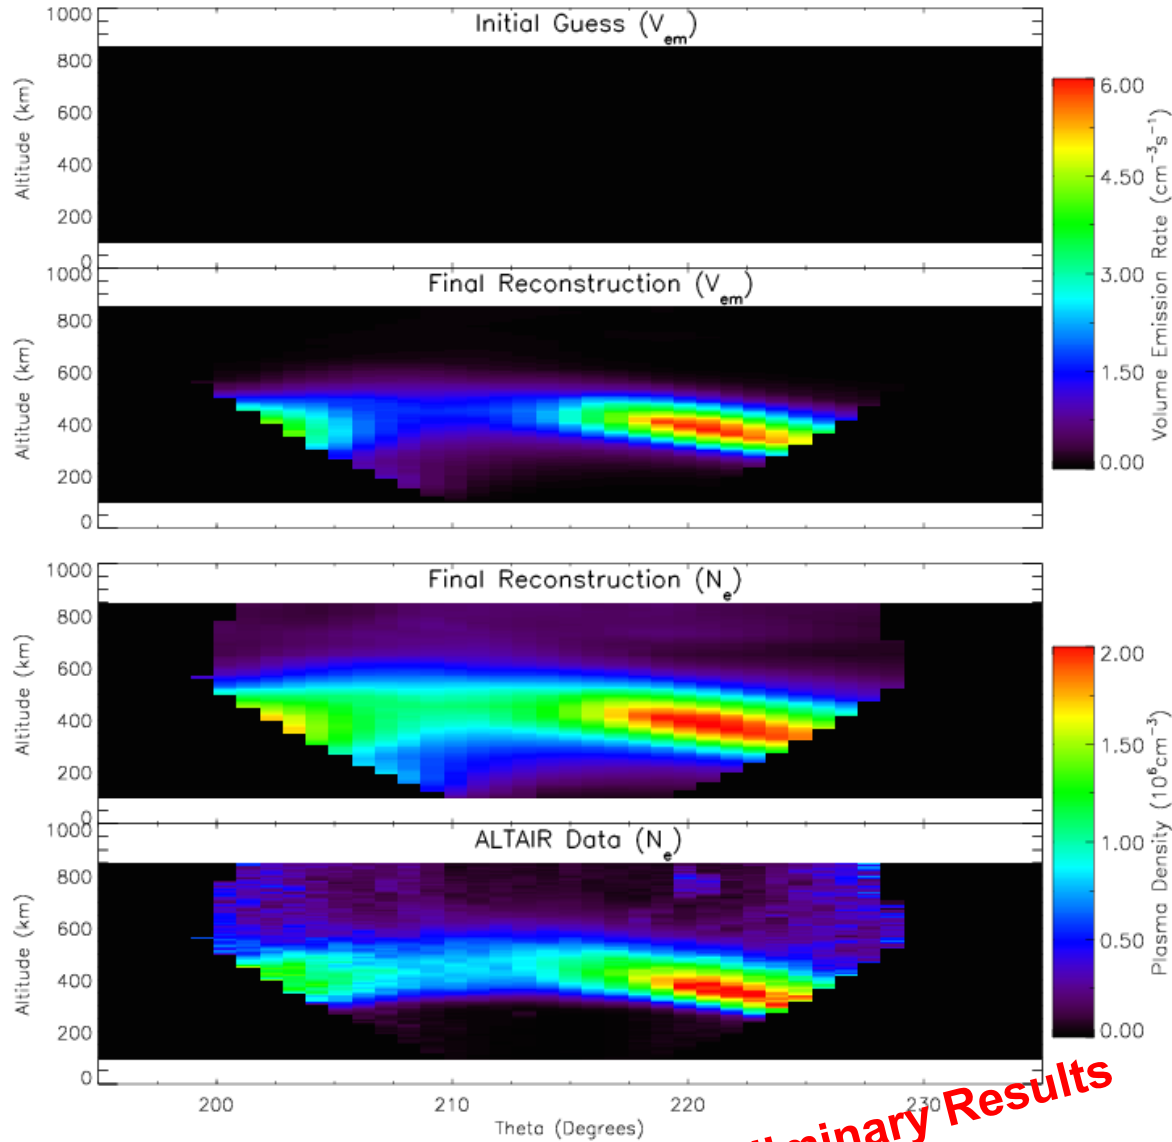 Initial Guess (Vem)
1000
800
600
400
200
0
Altitude (km)
Final Reconstruction (Vem)
1000
800
600
400
200
0
Altitude (km)
6.00
4.50
3.00
1.50
0.00
Volume Emission Rate (cm⁻³s⁻¹)
Final Reconstruction (Ne)
1000
800
600
400
200
0
Altitude (km)
ALTAIR Data (Ne)
1000
800
600
400
200
0
Altitude (km)
2.00
1.50
1.00
0.50
0.00
Plasma Density (10⁶cm⁻³)
200 210 220 230
Theta (Degrees)
Results